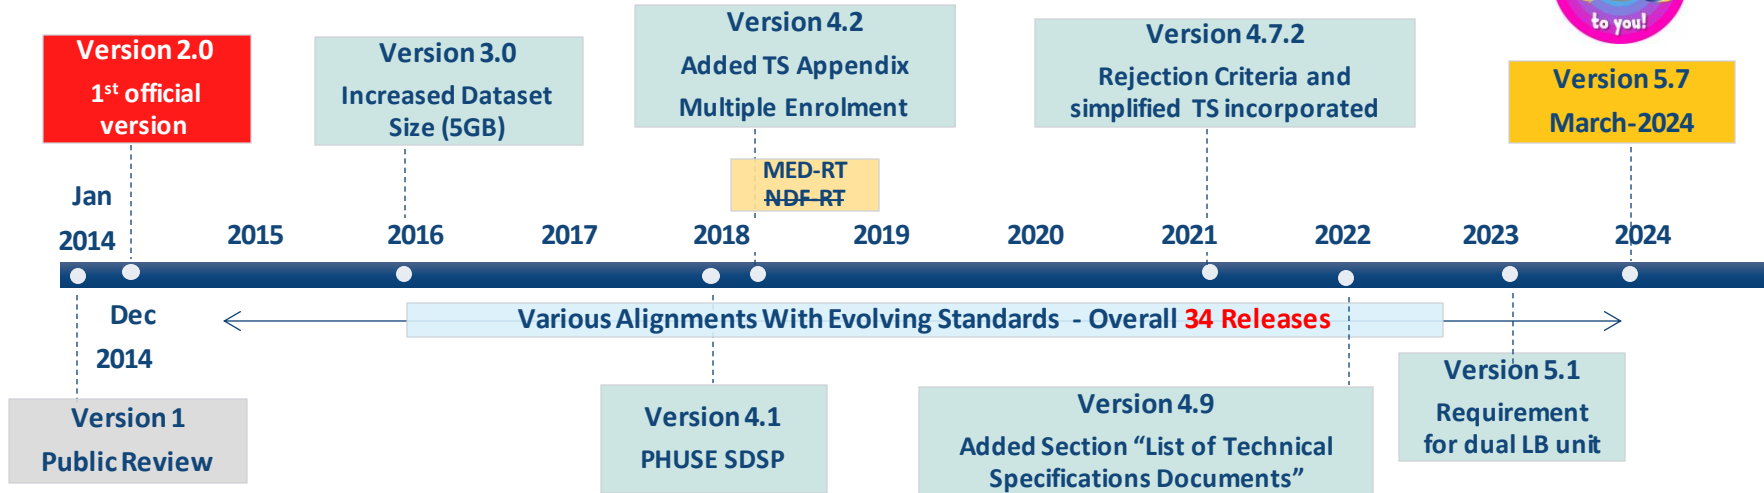 to you!
Version 2.0
1st official
version
Version 3.0
Increased Dataset
Size (5GB)
Version 4.2
Added TS Appendix
Multiple Enrolment
Version 4.7.2
Rejection Criteria and
simplified TS incorporated
Version 5.7
March-2024
MED-RT
NDF-RT
Jan
2014
2015
2016
2017
2018
2019
2020
2021
2022
2023
2024
Dec
2014
Various Alignments With Evolving Standards - Overall 34 Releases
Version 1
Public Review
Version 4.1
PHUSE SDSP
Version 4.9
Added Section “List of Technical
Specifications Documents”
Version 5.1
Requirement
for dual LB unit